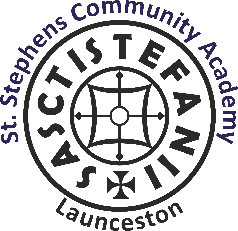 St. Stephens Community Academy
SASCTISTEFANII
Launceston